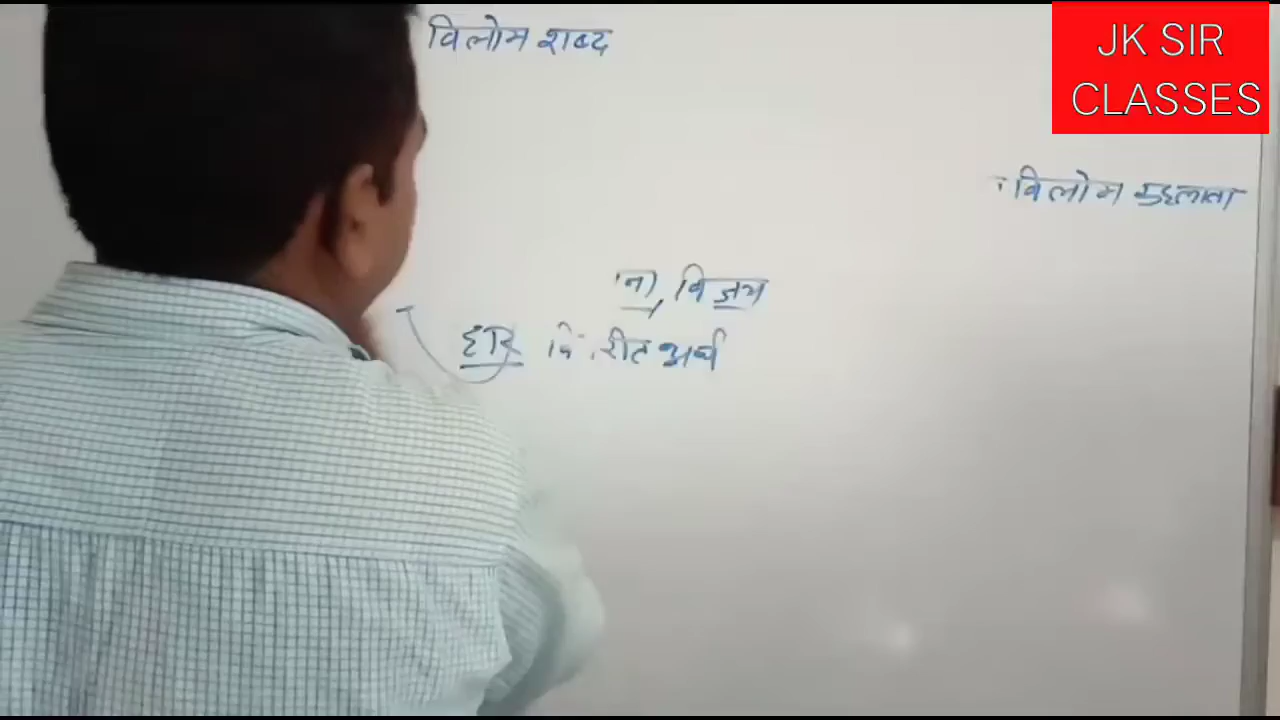 विलोम शब्द
JK SIR
CLASSES
विलोम कहलाता
विजय
अर्थ